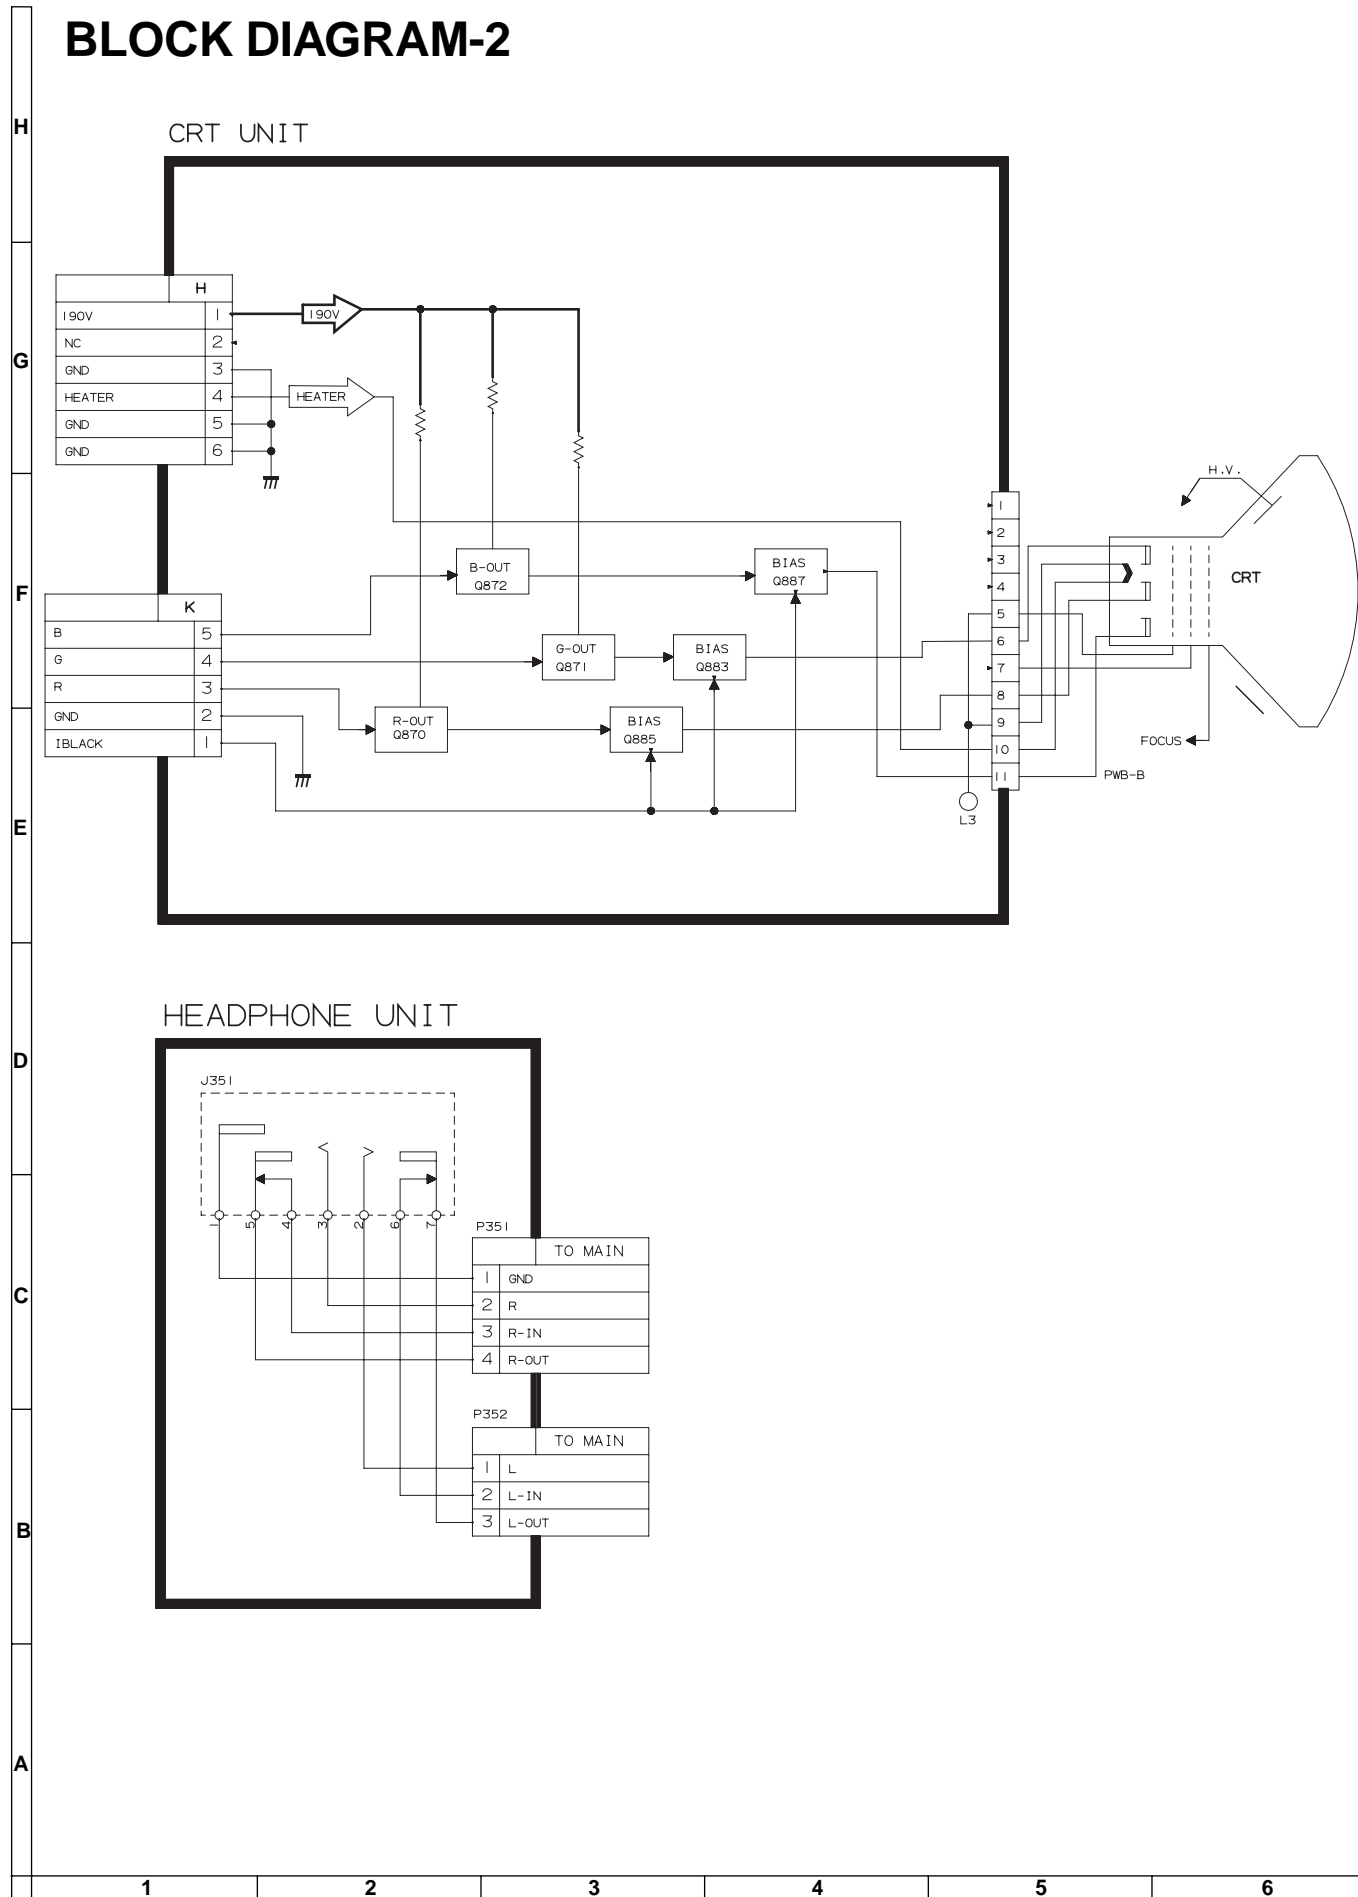 BLOCK DIAGRAM-2
H
CRT UNIT
H
190V 1
NC 2
GND 3
HEATER 4
GND 5
GND 6
190V
HEATER
G
H.V.
CRT
FOCUS
PWB-B
1
2
3
4
5
6
7
8
9
10
11
L3
B-OUT
Q872
BIAS
Q887
G-OUT
Q871
BIAS
Q883
R-OUT
Q870
BIAS
Q885
F
K
B 5
G 4
R 3
GND 2
IBLACK 1
E
HEADPHONE UNIT
D
J351
1 5 4 3 2 6 7
P351
TO MAIN
1 GND
2 R
3 R-IN
4 R-OUT
C
P352
TO MAIN
1 L
2 L-IN
3 L-OUT
B
A
1 2 3 4 5 6